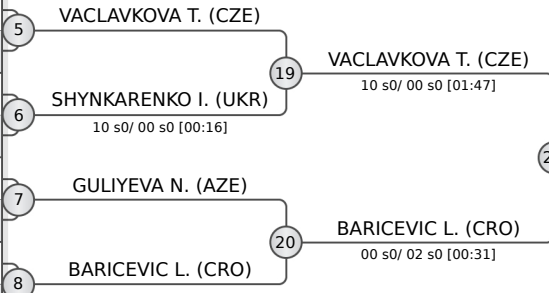 VACLAVKOVA T. (CZE)
5
19
VACLAVKOVA T. (CZE)
10 s0/ 00 s0 [01:47]
SHYNKARENKO I. (UKR)
6
10 s0/ 00 s0 [00:16]
GULIYEVA N. (AZE)
7
20
BARICEVIC L. (CRO)
00 s0/ 02 s0 [00:31]
BARICEVIC L. (CRO)
8